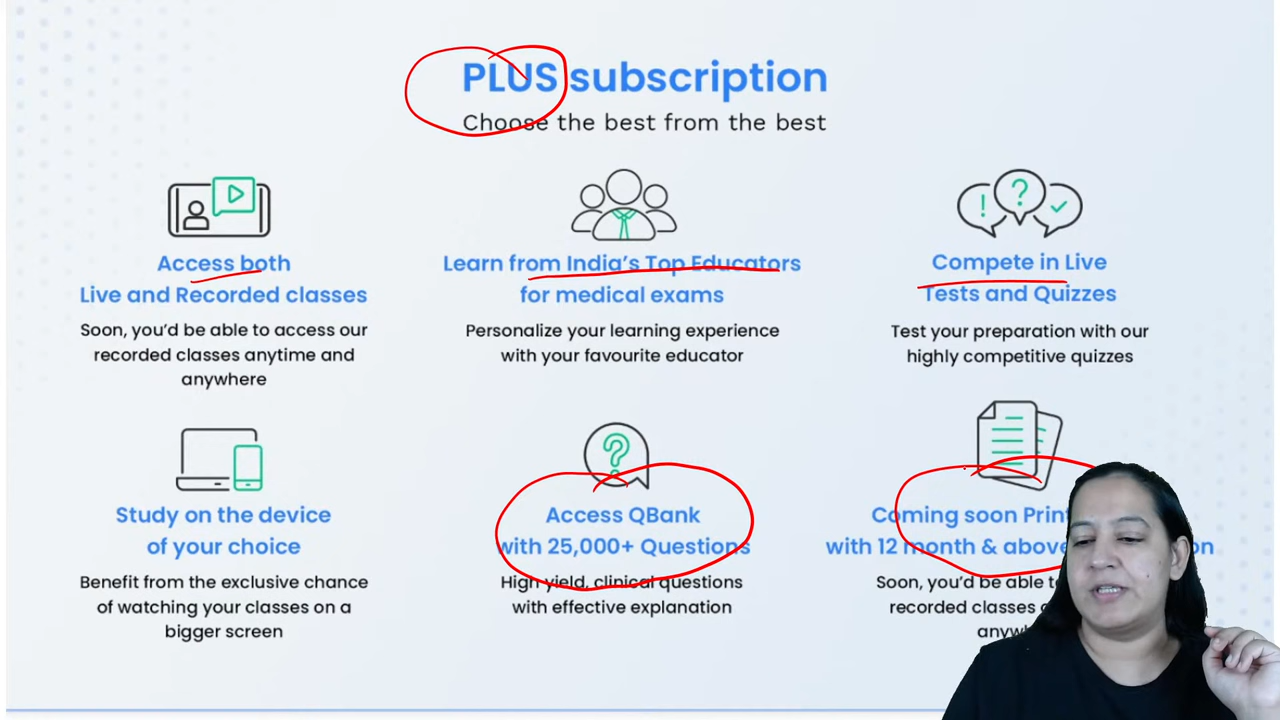 PLUS subscription
Choose the best from the best
Access both
Live and Recorded classes
Soon, you'd be able to access our
recorded classes anytime and
anywhere
Learn from India's Top Educators
for medical exams
Personalize your learning experience
with your favourite educator
Compete in Live
Tests and Quizzes
Test your preparation with our
highly competitive quizzes
Study on the device
of your choice
Benefit from the exclusive chance
of watching your classes on a
bigger screen
Access QBank
with 25,000+ Questions
High yield, clinical questions
with effective explanation
Coming soon
with 12 month & above
Soon, you'd be able
recorded classes